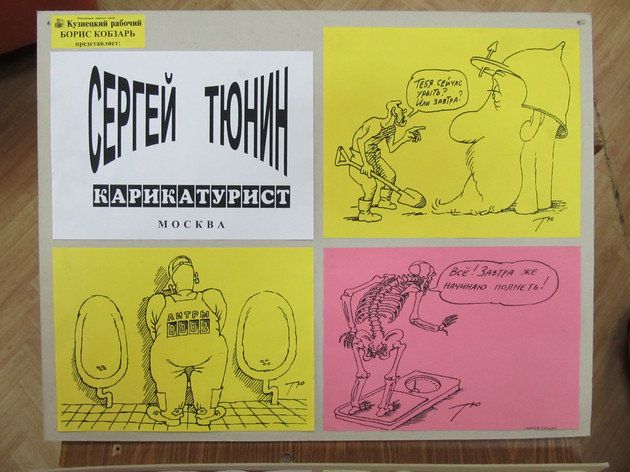 Кузнецкий рабочий
БОРИС КОБЗАРЬ
представляет:
СЕРГЕЙ ТЮНИН
КАРИКАТУРИСТ
МОСКВА
ТЕБЯ СЕЙЧАС
УРЫТЬ?
ИЛИ ЗАВТРА?
ЛИТРЫ
ВСЁ! ЗАВТРА ЖЕ
НАЧИНАЮ ПОЛНЕТЬ!